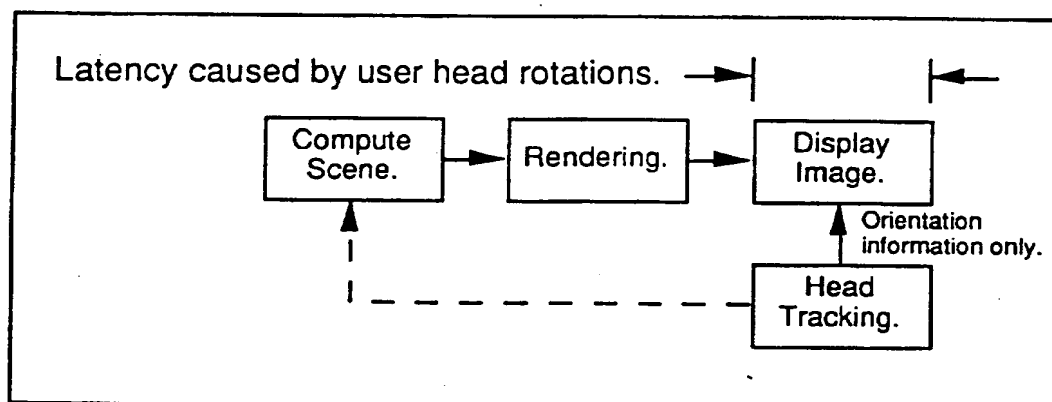 Latency caused by user head rotations.
Compute
Scene.
Rendering.
Display
Image.
Orientation
information only.
Head
Tracking.